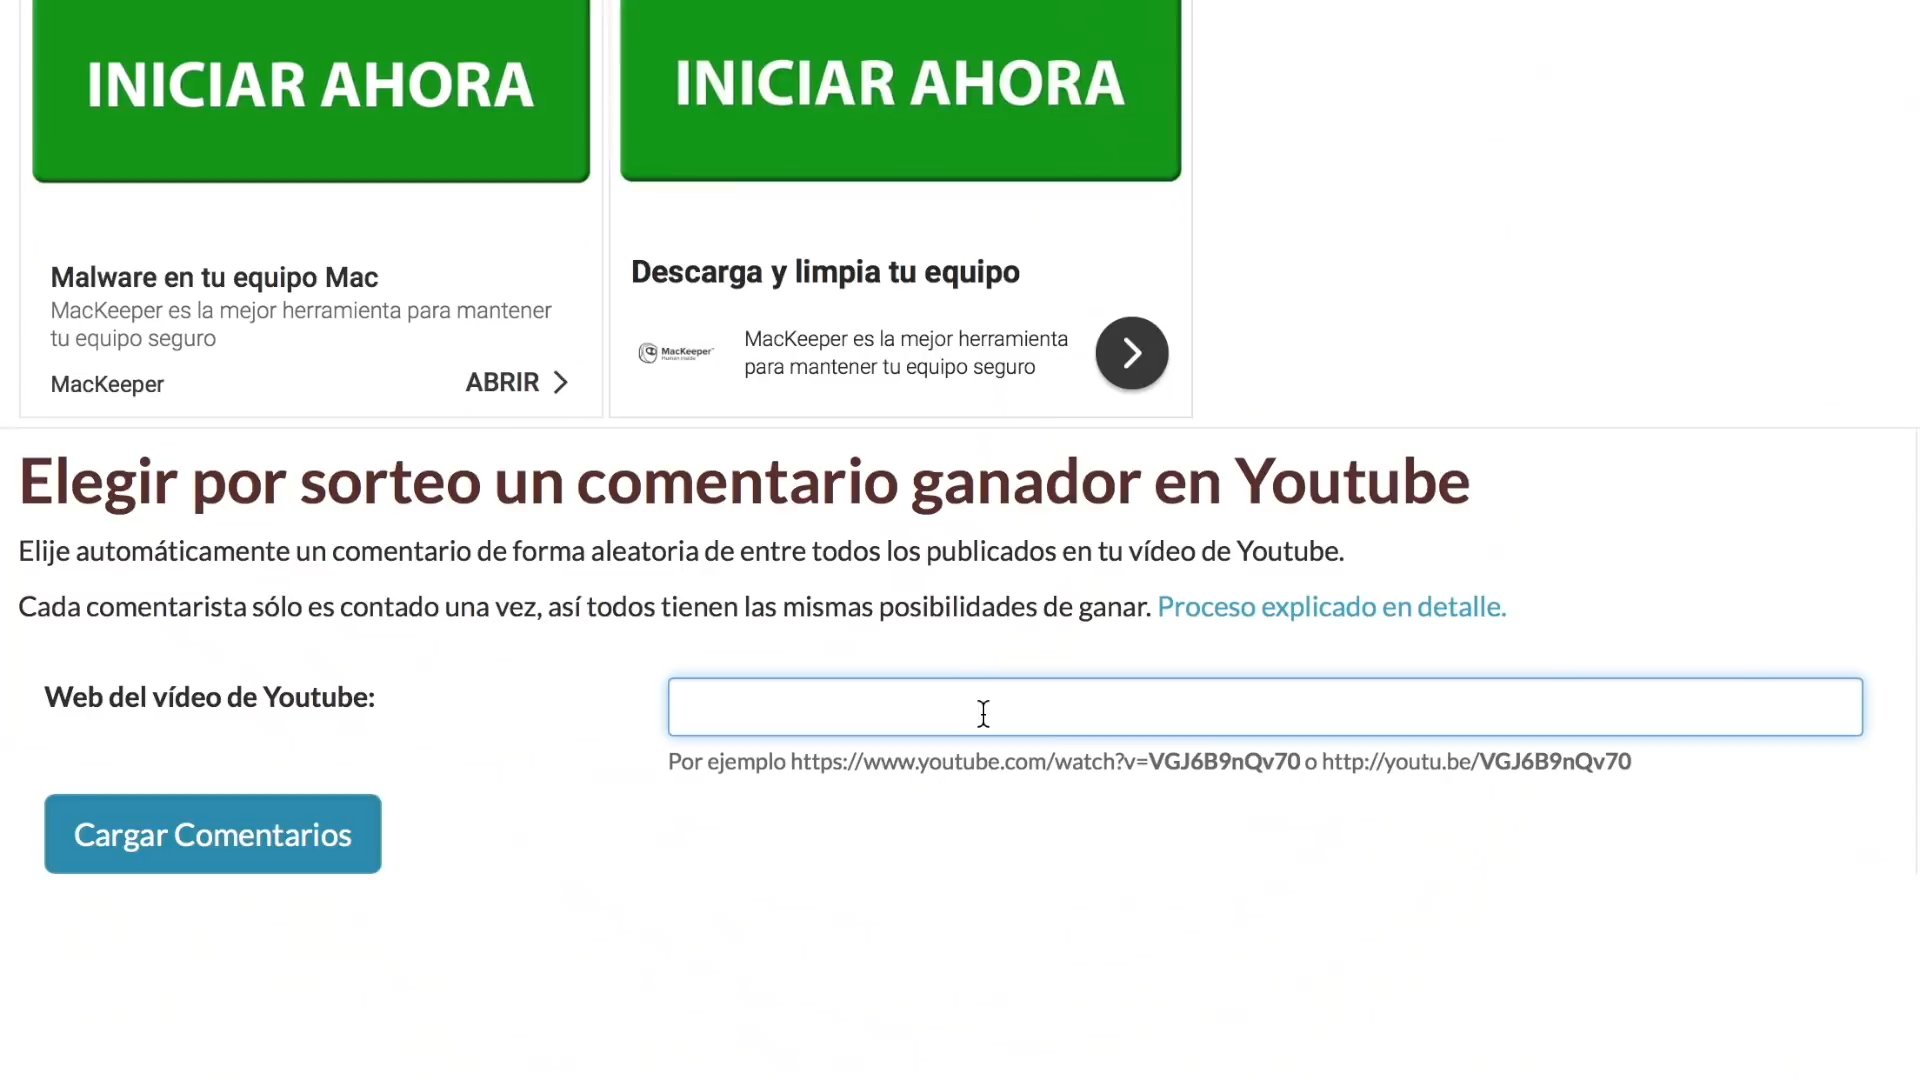 INICIAR AHORA
INICIAR AHORA
Malware en tu equipo Mac
MacKeeper es la mejor herramienta para mantener
tu equipo seguro
MacKeeper
ABRIR
Descarga y limpia tu equipo
MacKeeper
MacKeeper es la mejor herramienta
para mantener tu equipo seguro
Elegir por sorteo un comentario ganador en Youtube
Elije automáticamente un comentario de forma aleatoria de entre todos los publicados en tu vídeo de Youtube.
Cada comentarista sólo es contado una vez, así todos tienen las mismas posibilidades de ganar. Proceso explicado en detalle.
Web del vídeo de Youtube:
Por ejemplo https://www.youtube.com/watch?v=VGJ6B9nQv70 o http://youtu.be/VGJ6B9nQv70
Cargar Comentarios